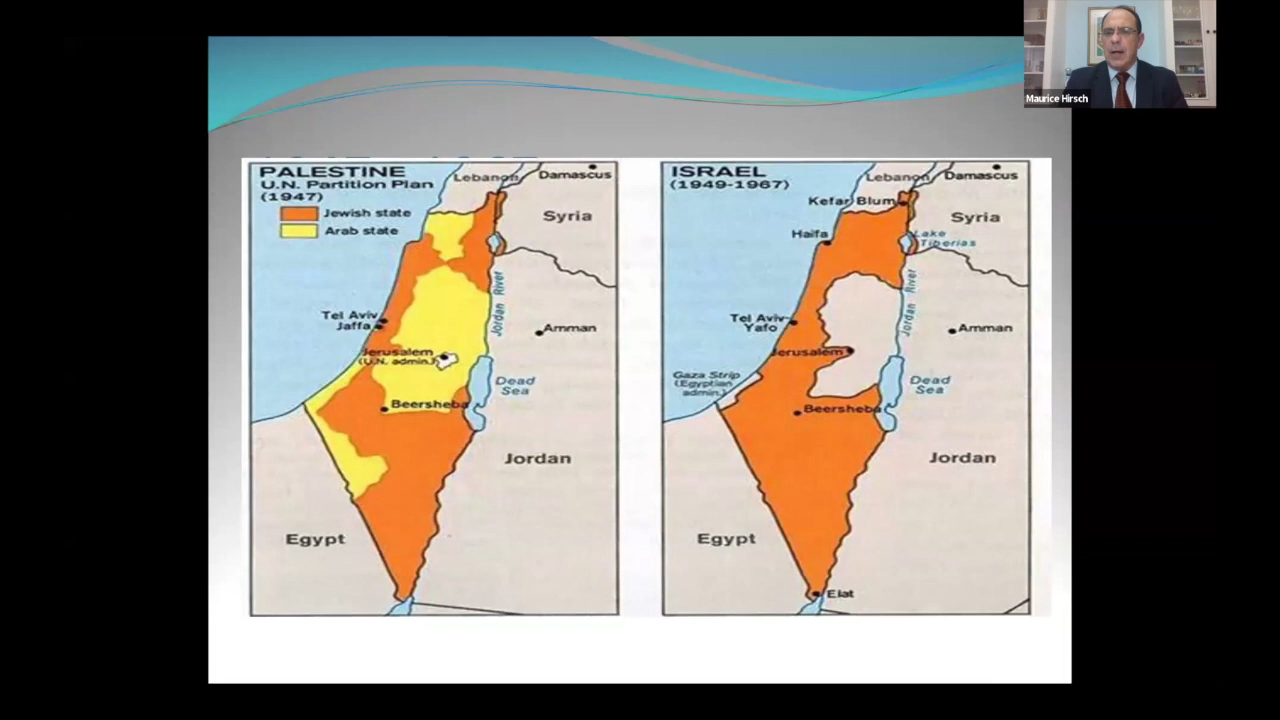 Maurice Hirsch
PALESTINE
U.N. Partition Plan
(1947)
Jewish state
Arab state
Lebanon
Damascus
Syria
Jordan River
Tel Aviv
Jaffa
Amman
Jerusalem
(U.N. admin.)
Dead
Sea
Beersheba
Jordan
Egypt
ISRAEL
(1949-1967)
Lebanon
Damascus
Kefar Blum
Syria
Haifa
Lake
Tiberias
Jordan River
Tel Aviv-
Yafo
Amman
Jerusalem
Gaza Strip
(Egyptian
admin.)
Dead
Sea
Beersheba
Jordan
Egypt
Elat